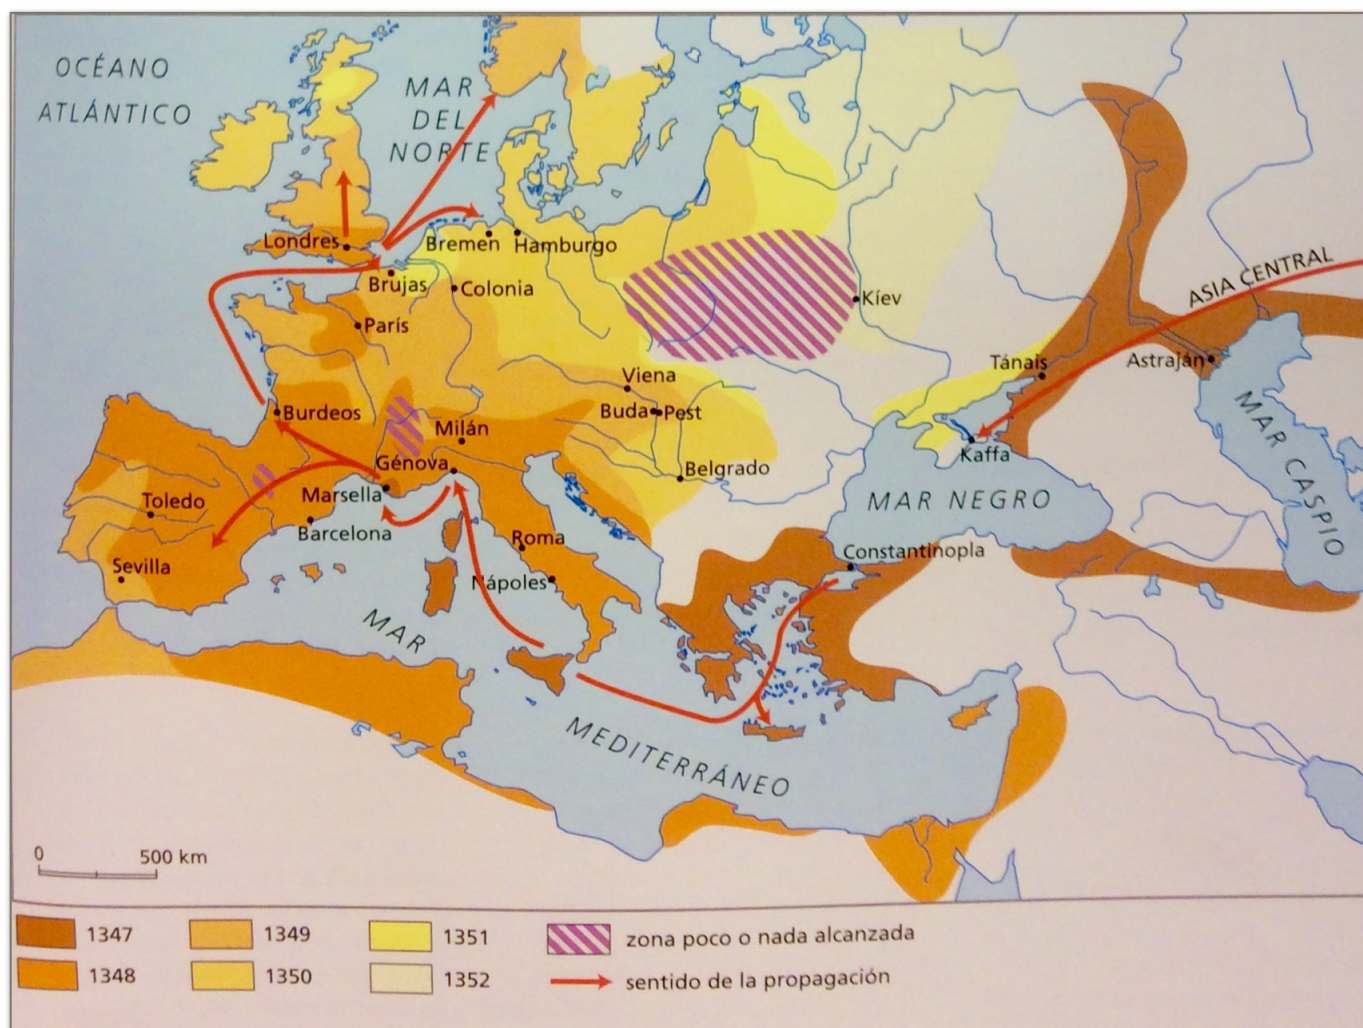 OCÉANO
ATLÁNTICO
MAR
DEL
NORTE
Londres
Bremen
Hamburgo
Brujas
Colonia
París
Kíev
ASIA CENTRAL
Tánais
Astraján
Viena
Buda
Pest
Burdeos
Milán
Génova
Kaffa
MAR CASPIO
Belgrado
Marsella
MAR NEGRO
Toledo
Barcelona
Roma
Constantinopla
Sevilla
Nápoles
MAR
MEDITERRÁNEO
0
500 km
1347
1349
1351
zona poco o nada alcanzada
1348
1350
1352
sentido de la propagación